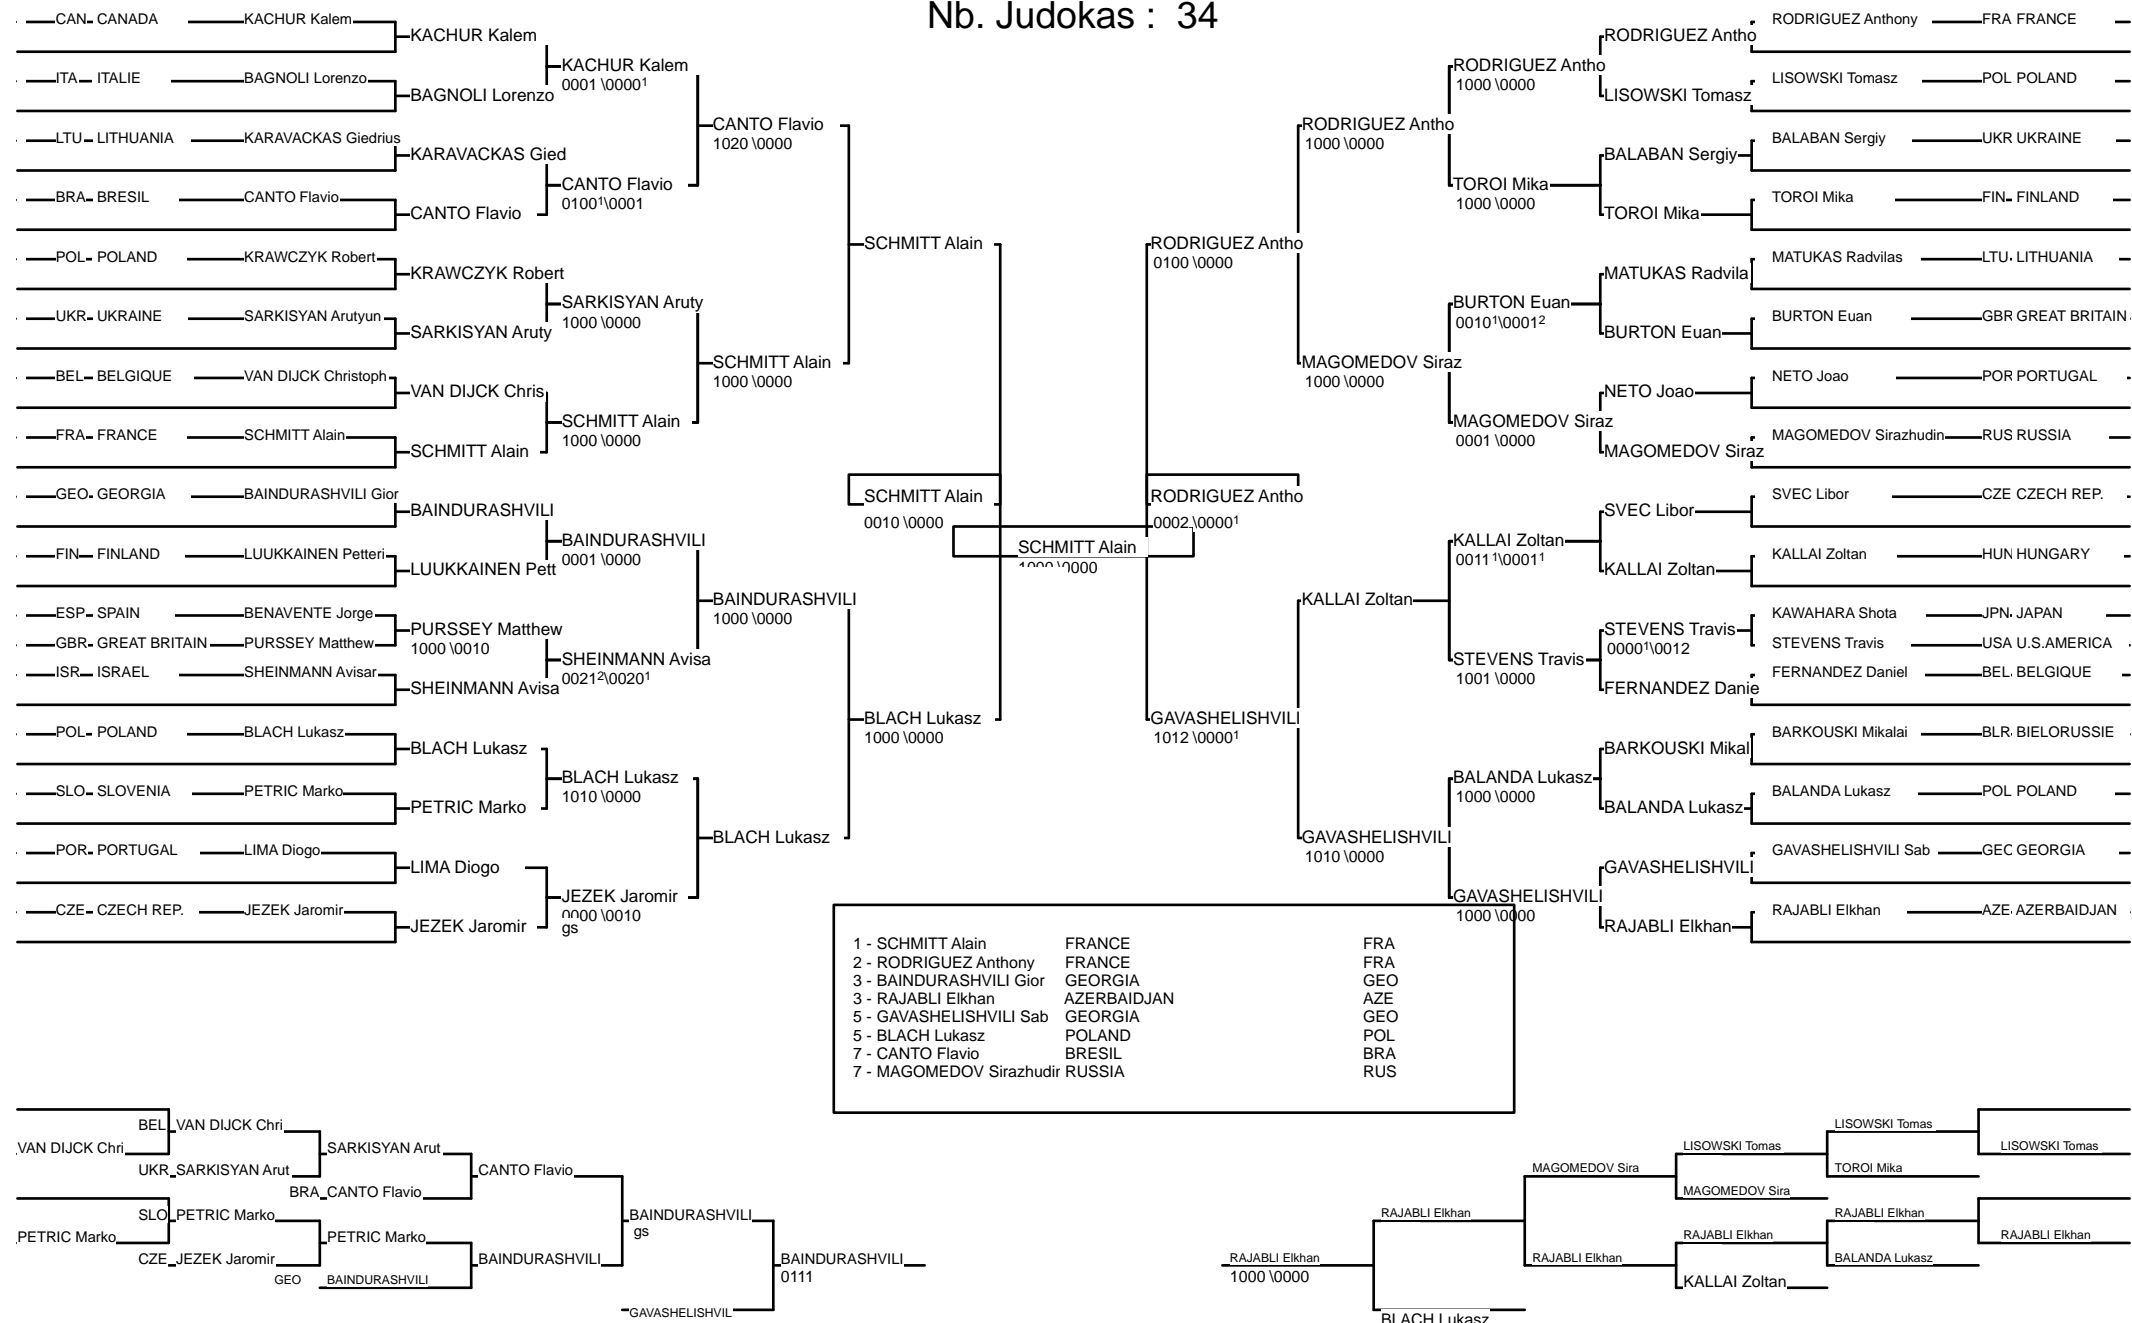 Nb. Judokas : 34
CAN CANADA KACHUR Kalem
ITA ITALIE BAGNOLI Lorenzo
LTU LITHUANIA KARAVACKAS Giedrius
BRA BRESIL CANTO Flavio
POL POLAND KRAWCZYK Robert
UKR UKRAINE SARKISYAN Arutyun
BEL BELGIQUE VAN DIJCK Christoph
FRA FRANCE SCHMITT Alain
GEO GEORGIA BAINDURASHVILI Gior
FIN FINLAND LUUKKAINEN Petteri
ESP SPAIN BENAVENTE Jorge
GBR GREAT BRITAIN PURSSEY Matthew
ISR ISRAEL SHEINMANN Avisar
POL POLAND BLACH Lukasz
SLO SLOVENIA PETRIC Marko
POR PORTUGAL LIMA Diogo
CZE CZECH REP. JEZEK Jaromir
KACHUR Kalem
BAGNOLI Lorenzo
KARAVACKAS Gied
CANTO Flavio
KRAWCZYK Robert
SARKISYAN Aruty
VAN DIJCK Chris
SCHMITT Alain
BAINDURASHVILI
LUUKKAINEN Pett
PURSSEY Matthew
1000 \0010
SHEINMANN Avisa
BLACH Lukasz
PETRIC Marko
LIMA Diogo
JEZEK Jaromir
KACHUR Kalem
0001 \0000¹
CANTO Flavio
0100¹\0001
SARKISYAN Aruty
1000 \0000
SCHMITT Alain
1000 \0000
BAINDURASHVILI
0001 \0000
SHEINMANN Avisa
0021²\0020¹
BLACH Lukasz
1010 \0000
JEZEK Jaromir
0000 \0010
gs
CANTO Flavio
1020 \0000
SCHMITT Alain
1000 \0000
BAINDURASHVILI
1000 \0000
BLACH Lukasz
SCHMITT Alain
BLACH Lukasz
1000 \0000
SCHMITT Alain
0010 \0000
SCHMITT Alain
1000 \0000
RODRIGUEZ Antho
0002 \0000¹
RODRIGUEZ Antho
0100 \0000
GAVASHELISHVILI
1012 \0000¹
RODRIGUEZ Antho
1000 \0000
MAGOMEDOV Siraz
1000 \0000
KALLAI Zoltan
GAVASHELISHVILI
1010 \0000
RODRIGUEZ Antho
1000 \0000
TOROI Mika
1000 \0000
BURTON Euan
0010¹\0001²
MAGOMEDOV Siraz
0001 \0000
KALLAI Zoltan
0011¹\0001¹
STEVENS Travis
1001 \0000
BALANDA Lukasz
1000 \0000
GAVASHELISHVILI
1000 \0000
RODRIGUEZ Antho
LISOWSKI Tomasz
BALABAN Sergiy
TOROI Mika
MATUKAS Radvila
BURTON Euan
NETO Joao
MAGOMEDOV Siraz
SVEC Libor
KALLAI Zoltan
STEVENS Travis
0000¹\0012
FERNANDEZ Danie
BARKOUSKI Mikal
BALANDA Lukasz
GAVASHELISHVILI
RAJABLI Elkhan
RODRIGUEZ Anthony FRA FRANCE
LISOWSKI Tomasz POL POLAND
BALABAN Sergiy UKR UKRAINE
TOROI Mika FIN FINLAND
MATUKAS Radvilas LTU LITHUANIA
BURTON Euan GBR GREAT BRITAIN
NETO Joao POR PORTUGAL
MAGOMEDOV Sirazhudin RUS RUSSIA
SVEC Libor CZE CZECH REP.
KALLAI Zoltan HUN HUNGARY
KAWAHARA Shota JPN JAPAN
STEVENS Travis USA U.S.AMERICA
FERNANDEZ Daniel BEL BELGIQUE
BARKOUSKI Mikalai BLR BIELORUSSIE
BALANDA Lukasz POL POLAND
GAVASHELISHVILI Sab GEO GEORGIA
RAJABLI Elkhan AZE AZERBAIDJAN
1 - SCHMITT Alain FRANCE FRA
2 - RODRIGUEZ Anthony FRANCE FRA
3 - BAINDURASHVILI Gior GEORGIA GEO
3 - RAJABLI Elkhan AZERBAIDJAN AZE
5 - GAVASHELISHVILI Sab GEORGIA GEO
5 - BLACH Lukasz POLAND POL
7 - CANTO Flavio BRESIL BRA
7 - MAGOMEDOV Sirazhudir RUSSIA RUS
VAN DIJCK Chri
PETRIC Marko
BEL VAN DIJCK Chri
UKR SARKISYAN Arut
SLO PETRIC Marko
CZE JEZEK Jaromir
SARKISYAN Arut
BRA CANTO Flavio
PETRIC Marko
GEO BAINDURASHVILI
CANTO Flavio
BAINDURASHVILI
BAINDURASHVILI
gs
GAVASHELISHVIL
BAINDURASHVILI
0111
RAJABLI Elkhan
1000 \0000
RAJABLI Elkhan
BLACH Lukasz
MAGOMEDOV Sira
RAJABLI Elkhan
LISOWSKI Tomas
MAGOMEDOV Sira
RAJABLI Elkhan
KALLAI Zoltan
LISOWSKI Tomas
TOROI Mika
RAJABLI Elkhan
BALANDA Lukasz
LISOWSKI Tomas
RAJABLI Elkhan